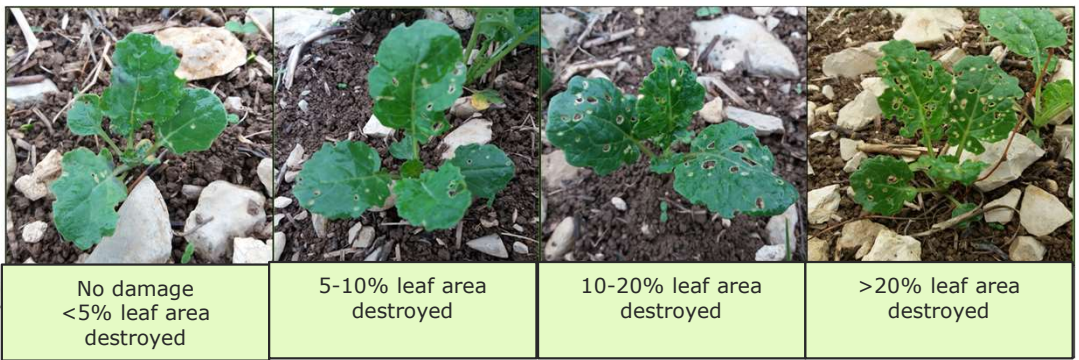 No damage
<5% leaf area
destroyed
5-10% leaf area
destroyed
10-20% leaf area
destroyed
>20% leaf area
destroyed